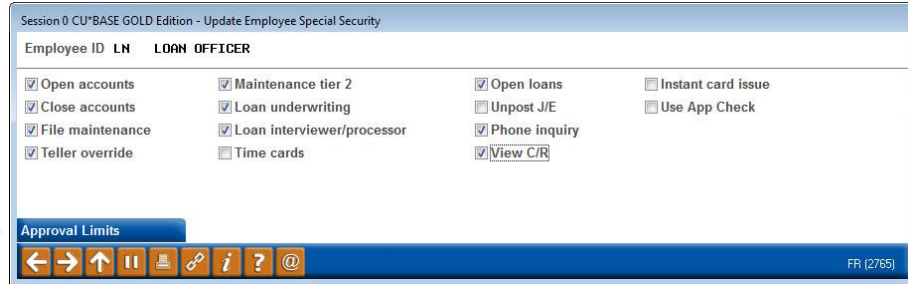 Session 0 CU*BASE GOLD Edition - Update Employee Special Security
Employee ID LN LOAN OFFICER
Open accounts Maintenance tier 2 Open loans Instant card issue
Close accounts Loan underwriting Unpost J/E Use App Check
File maintenance Loan interviewer/processor Phone inquiry
Teller override Time cards View C/R
Approval Limits
i ? @
FR (2765)